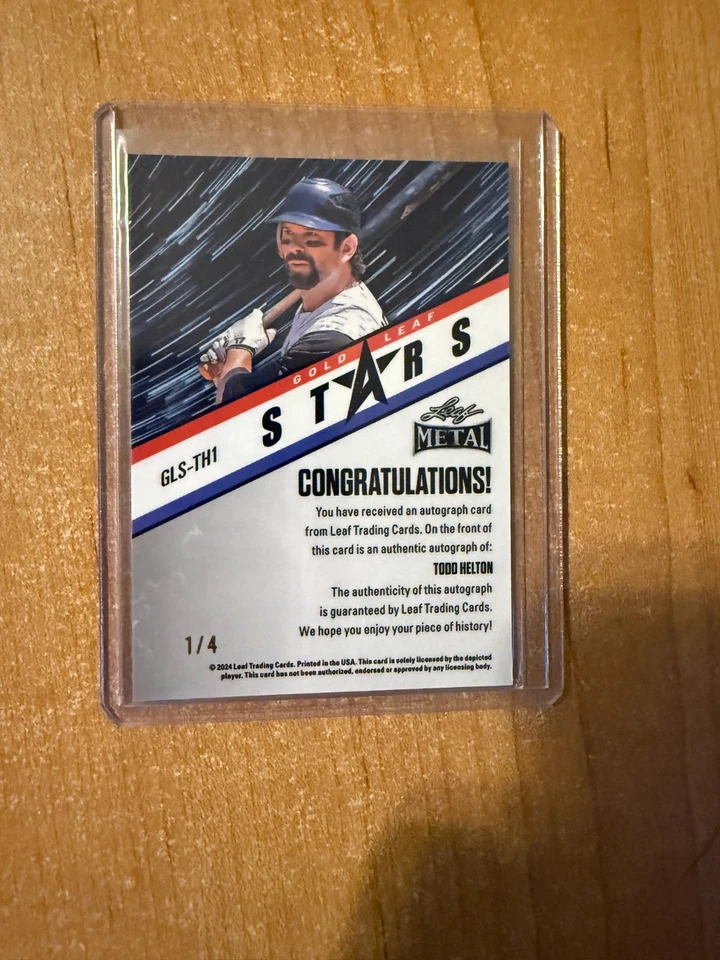 GOLD LEAF
STARS
GLS-TH1
Leaf
METAL
CONGRATULATIONS!
You have received an autograph card
from Leaf Trading Cards. On the front of
this card is an authentic autograph of:
TODD HELTON
The authenticity of this autograph
is guaranteed by Leaf Trading Cards.
We hope you enjoy your piece of history!
1/4
© 2024 Leaf Trading Cards. Printed in the USA. This card is solely licensed by the depicted
player. This card has not been authorized, endorsed or approved by any licensing body.